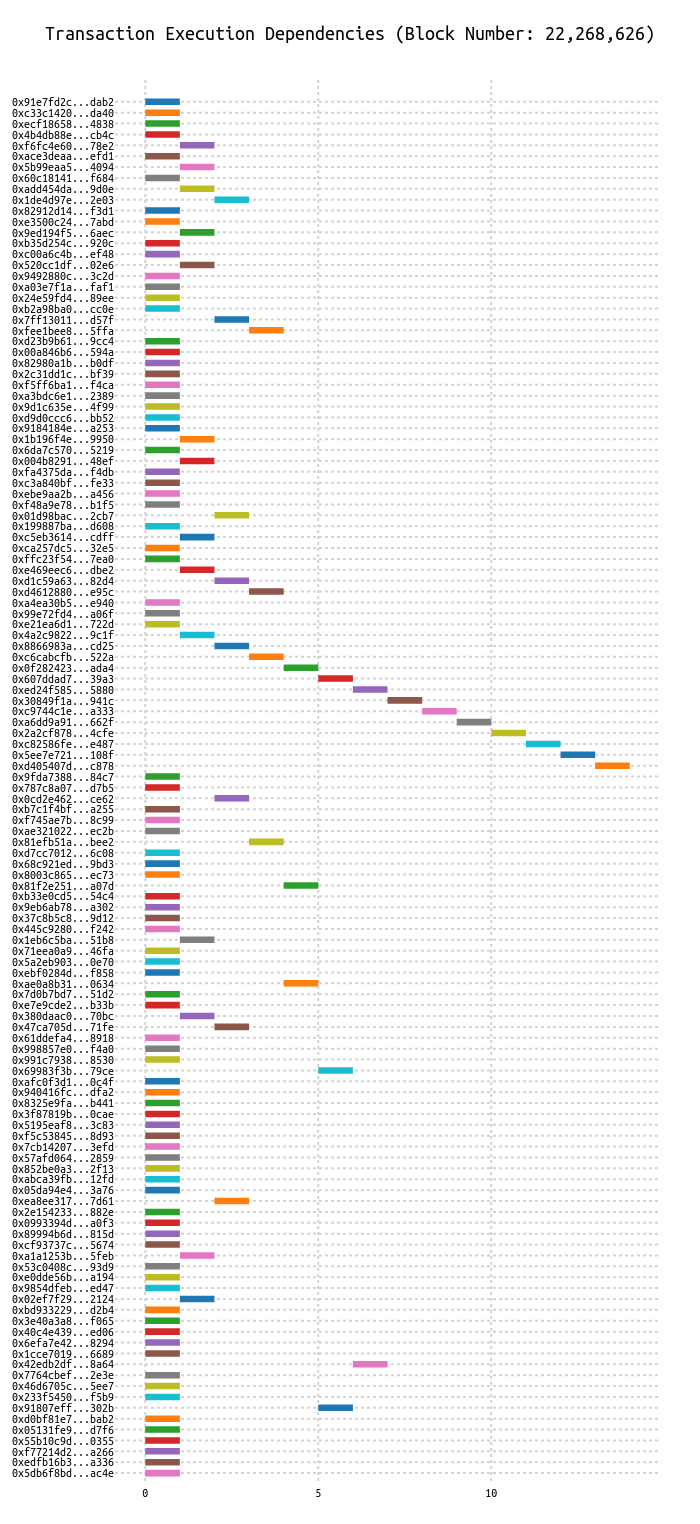 Transaction Execution Dependencies (Block Number: 22,268,626)
0x91e7fd2c...dab2
0xc33c1420...da40
0xecf18658...4838
0x4b4db88e...cb4c
0xf6fc4e60...78e2
0xace3deaa...efd1
0x5b99eaa5...4094
0x60c18141...f684
0xadd454da...9d0e
0x1de4d97e...2e03
0x82912d14...f3d1
0xe3500c24...7abd
0x9ed194f5...6aec
0xb35d254c...920c
0xc00a6c4b...ef48
0x520cc1df...02e6
0x9492880c...3c2d
0xa03e7f1a...faf1
0x24e59fd4...89ee
0xb2a98ba0...cc0e
0x7ff13011...d57f
0xfee1bee8...5ffa
0xd23b9b61...9cc4
0x00a846b6...594a
0x82980a1b...b0df
0x2c31dd1c...bf39
0xf5ff6ba1...f4ca
0xa3bdc6e1...2389
0x9d1c635e...4f99
0xd9d0ccc6...bb52
0x9184184e...a253
0x1b196f4e...9950
0x6da7c570...5219
0x004b8291...48ef
0xfa4375da...f4db
0xc3a840bf...fe33
0xebe9aa2b...a456
0xf48a9e78...b1f5
0x01d98bac...2cb7
0x199887ba...d608
0xc5eb3614...cdff
0xca257dc5...32e5
0xffc23f54...7ea0
0xe469eec6...dbe2
0xd1c59a63...82d4
0xd4612880...e95c
0xa4ea30b5...e940
0x99e72fd4...a06f
0xe21ea6d1...722d
0x4a2c9822...9c1f
0x8866983a...cd25
0xc6cabcfb...522a
0x0f282423...ada4
0x607ddad7...39a3
0xed24f585...5880
0x30849f1a...941c
0xc9744c1e...a333
0xa6dd9a91...662f
0x2a2cf878...4cfe
0xc82586fe...e487
0x5ee7e721...108f
0xd405407d...c878
0x9fda7388...84c7
0x787c8a07...d7b5
0x0cd2e462...ce62
0xb7c1f4bf...a255
0xf745ae7b...8c99
0xae321022...ec2b
0x81efb51a...bee2
0xd7cc7012...6c08
0x68c921ed...9bd3
0x8003c865...ec73
0x81f2e251...a07d
0xb33e0cd5...54c4
0x9eb6ab78...a302
0x37c8b5c8...9d12
0x445c9280...f242
0x1eb6c5ba...51b8
0x71eea0a9...46fa
0x5a2eb903...0e70
0xebf0284d...f858
0xae0a8b31...0634
0x7d0b7bd7...51d2
0xe7e9cde2...b33b
0x380daac0...70bc
0x47ca705d...71fe
0x61ddefa4...8918
0x998857e0...f4a0
0x991c7938...8530
0x69983f3b...79ce
0xafc0f3d1...0c4f
0x940416fc...dfa2
0x8325e9fa...b441
0x3f87819b...0cae
0x5195eaf8...3c83
0xf5c53845...8d93
0x7cb14207...3efd
0x57afd064...2859
0x852be0a3...2f13
0xabca39fb...12fd
0x05da94e4...3a76
0xea8ee317...7d61
0x2e154233...882e
0x0993394d...a0f3
0x89994b6d...815d
0xcf93737c...5674
0xa1a1253b...5feb
0x53c0408c...93d9
0xe0dde56b...a194
0x9854dfeb...ed47
0x02ef7f29...2124
0xbd933229...d2b4
0x3e40a3a8...f065
0x40c4e439...ed06
0x6efa7e42...8294
0x1cce7019...6689
0x42edb2df...8a64
0x7764cbef...2e3e
0x46d6705c...5ee7
0x233f5450...f5b9
0x91807eff...302b
0xd0bf81e7...bab2
0x05131fe9...d7f6
0x55b10c9d...0355
0xf77214d2...a266
0xedfb16b3...a336
0x5db6f8bd...ac4e
0 5 10